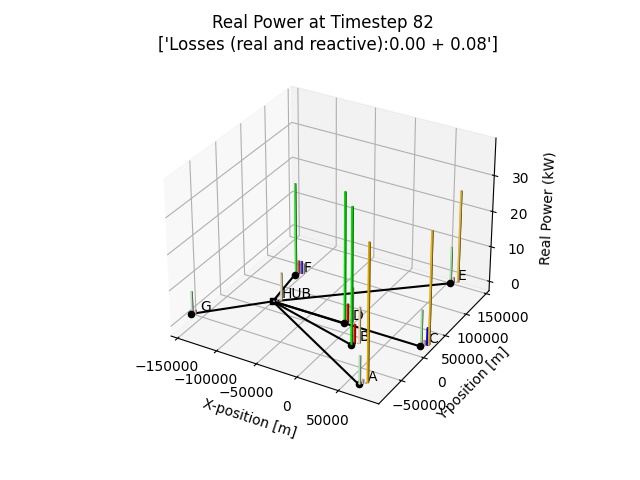 Real Power at Timestep 82
['Losses (real and reactive):0.00 + 0.08']
Real Power (kW)
30
20
10
0
F
E
HUB
G
D
B
C
A
150000
100000
50000
0
−50000
Y-position [m]
−150000
−100000
−50000
0
50000
X-position [m]